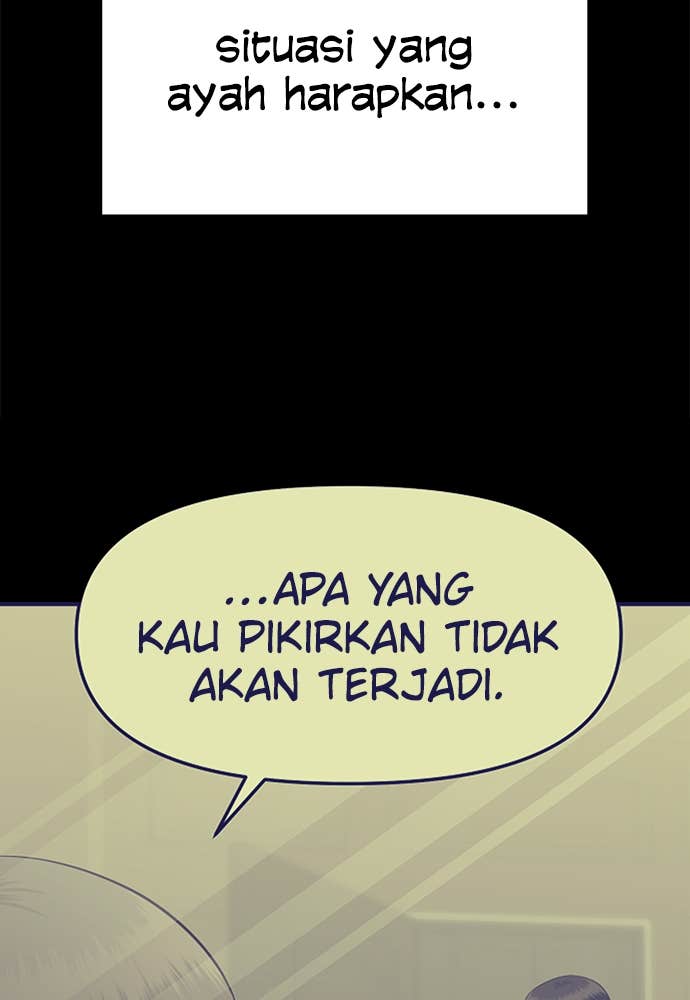 situasi yang
ayah harapkan...
...APA YANG
KAU PIKIRKAN TIDAK
AKAN TERJADI.